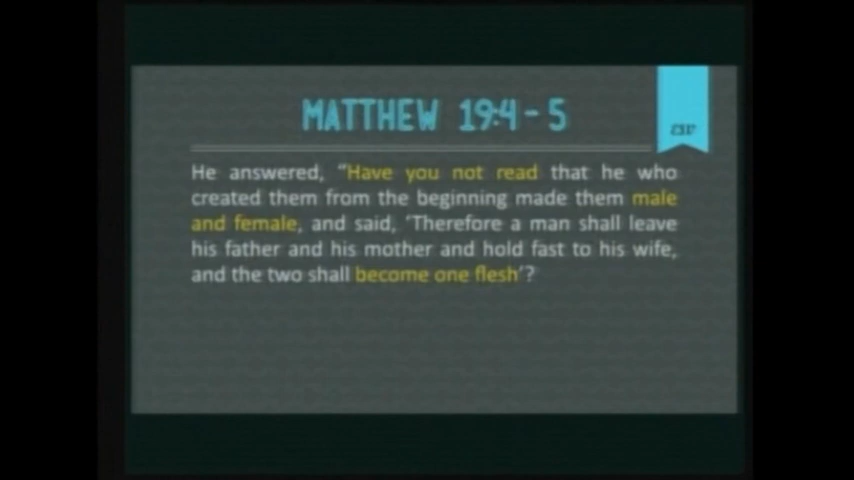 MATTHEW 19:4 - 5
ESV
He answered, "Have you not read that he who
created them from the beginning made them male
and female, and said, 'Therefore a man shall leave
his father and his mother and hold fast to his wife,
and the two shall become one flesh'?